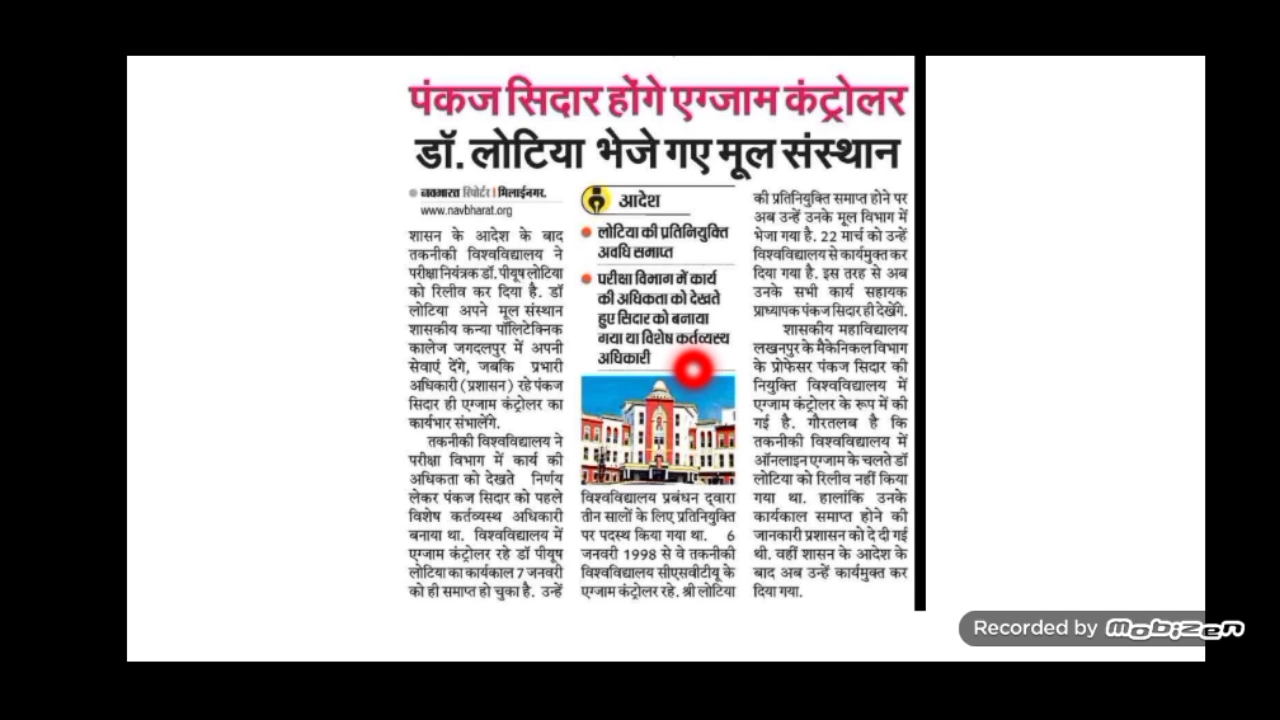 पंकज सिदार होंगे एग्जाम कंट्रोलर
डॉ. लोटिया भेजे गए मूल संस्थान
नवभारत रिपोर्टर। भिलाईनगर.
www.navbharat.org
शासन के आदेश के बाद
तकनीकी विश्वविद्यालय ने
परीक्षा नियंत्रक डॉ. पीयूष लोटिया
को रिलीव कर दिया है. डॉ
लोटिया अपने मूल संस्थान
शासकीय कन्या पॉलिटेक्निक
कालेज जगदलपुर में अपनी
सेवाएं देंगे, जबकि प्रभारी
अधिकारी (प्रशासन) रहे पंकज
सिदार ही एग्जाम कंट्रोलर का
कार्यभार संभालेंगे.
तकनीकी विश्वविद्यालय ने
परीक्षा विभाग में कार्य की
अधिकता को देखते निर्णय
लेकर पंकज सिदार को पहले
विशेष कर्तव्यस्थ अधिकारी
बनाया था. विश्वविद्यालय में
एग्जाम कंट्रोलर रहे डॉ पीयूष
लोटिया का कार्यकाल 7 जनवरी
को ही समाप्त हो चुका है. उन्हें
आदेश
लोटिया की प्रतिनियुक्ति
अवधि समाप्त
परीक्षा विभाग में कार्य
की अधिकता को देखते
हुए सिदार को बनाया
गया था विशेष कर्तव्यस्थ
अधिकारी
विश्वविद्यालय प्रबंधन द्वारा
तीन सालों के लिए प्रतिनियुक्ति
पर पदस्थ किया गया था. 6
जनवरी 1998 से वे तकनीकी
विश्वविद्यालय सीएसवीटीयू के
एग्जाम कंट्रोलर रहे. श्री लोटिया
की प्रतिनियुक्ति समाप्त होने पर
अब उन्हें उनके मूल विभाग में
भेजा गया है. 22 मार्च को उन्हें
विश्वविद्यालय से कार्यमुक्त कर
दिया गया है. इस तरह से अब
उनके सभी कार्य सहायक
प्राध्यापक पंकज सिदार ही देखेंगे.
शासकीय महाविद्यालय
लखनपुर के मैकेनिकल विभाग
के प्रोफेसर पंकज सिदार की
नियुक्ति विश्वविद्यालय में
एग्जाम कंट्रोलर के रूप में की
गई है. गौरतलब है कि
तकनीकी विश्वविद्यालय में
ऑनलाइन एग्जाम के चलते डॉ
लोटिया को रिलीव नहीं किया
गया था. हालांकि उनके
कार्यकाल समाप्त होने की
जानकारी प्रशासन को दे दी गई
थी. वहीं शासन के आदेश के
बाद अब उन्हें कार्यमुक्त कर
दिया गया.
Recorded by Mobizen